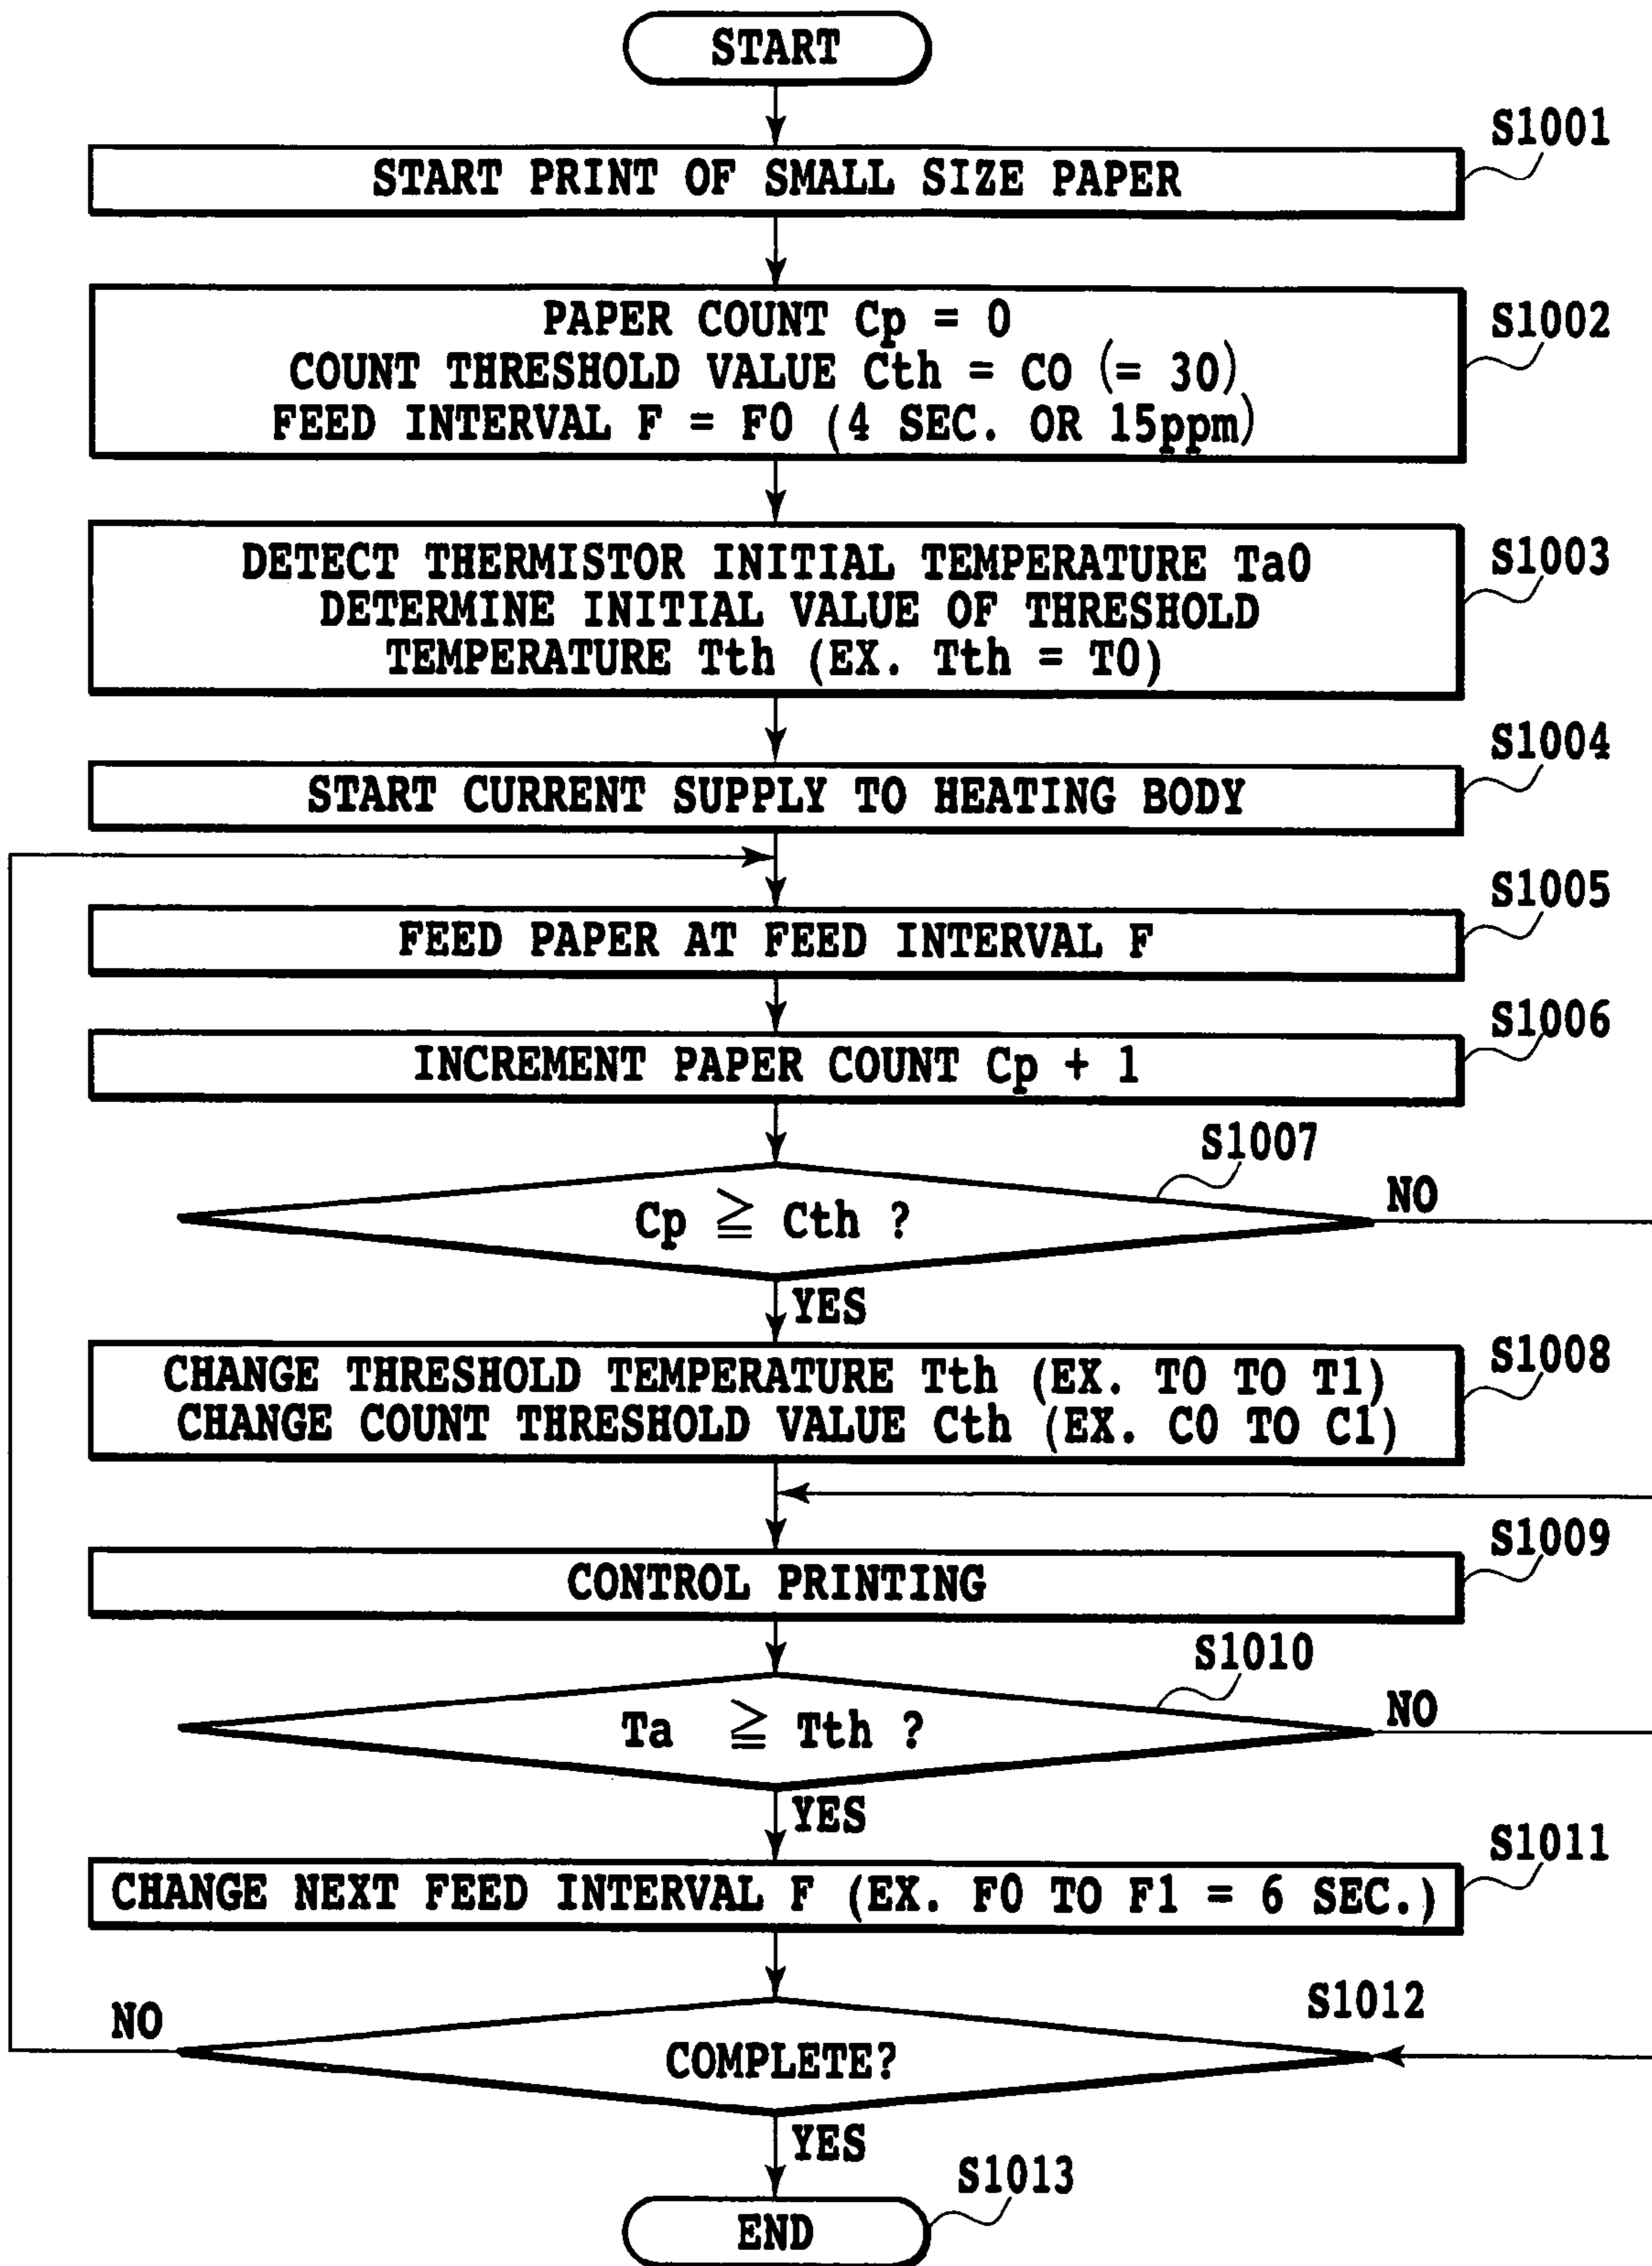 START
S1001
START PRINT OF SMALL SIZE PAPER
S1002
PAPER COUNT Cp = 0
COUNT THRESHOLD VALUE Cth = C0 (= 30)
FEED INTERVAL F = F0 (4 SEC. OR 15ppm)
S1003
DETECT THERMISTOR INITIAL TEMPERATURE Ta0
DETERMINE INITIAL VALUE OF THRESHOLD
TEMPERATURE Tth (EX. Tth = T0)
S1004
START CURRENT SUPPLY TO HEATING BODY
S1005
FEED PAPER AT FEED INTERVAL F
S1006
INCREMENT PAPER COUNT Cp + 1
S1007
Cp ≧ Cth ?
NO
YES
S1008
CHANGE THRESHOLD TEMPERATURE Tth (EX. T0 TO T1)
CHANGE COUNT THRESHOLD VALUE Cth (EX. C0 TO C1)
S1009
CONTROL PRINTING
S1010
Ta ≧ Tth ?
NO
YES
S1011
CHANGE NEXT FEED INTERVAL F (EX. F0 TO F1 = 6 SEC.)
S1012
NO
COMPLETE?
YES
S1013
END